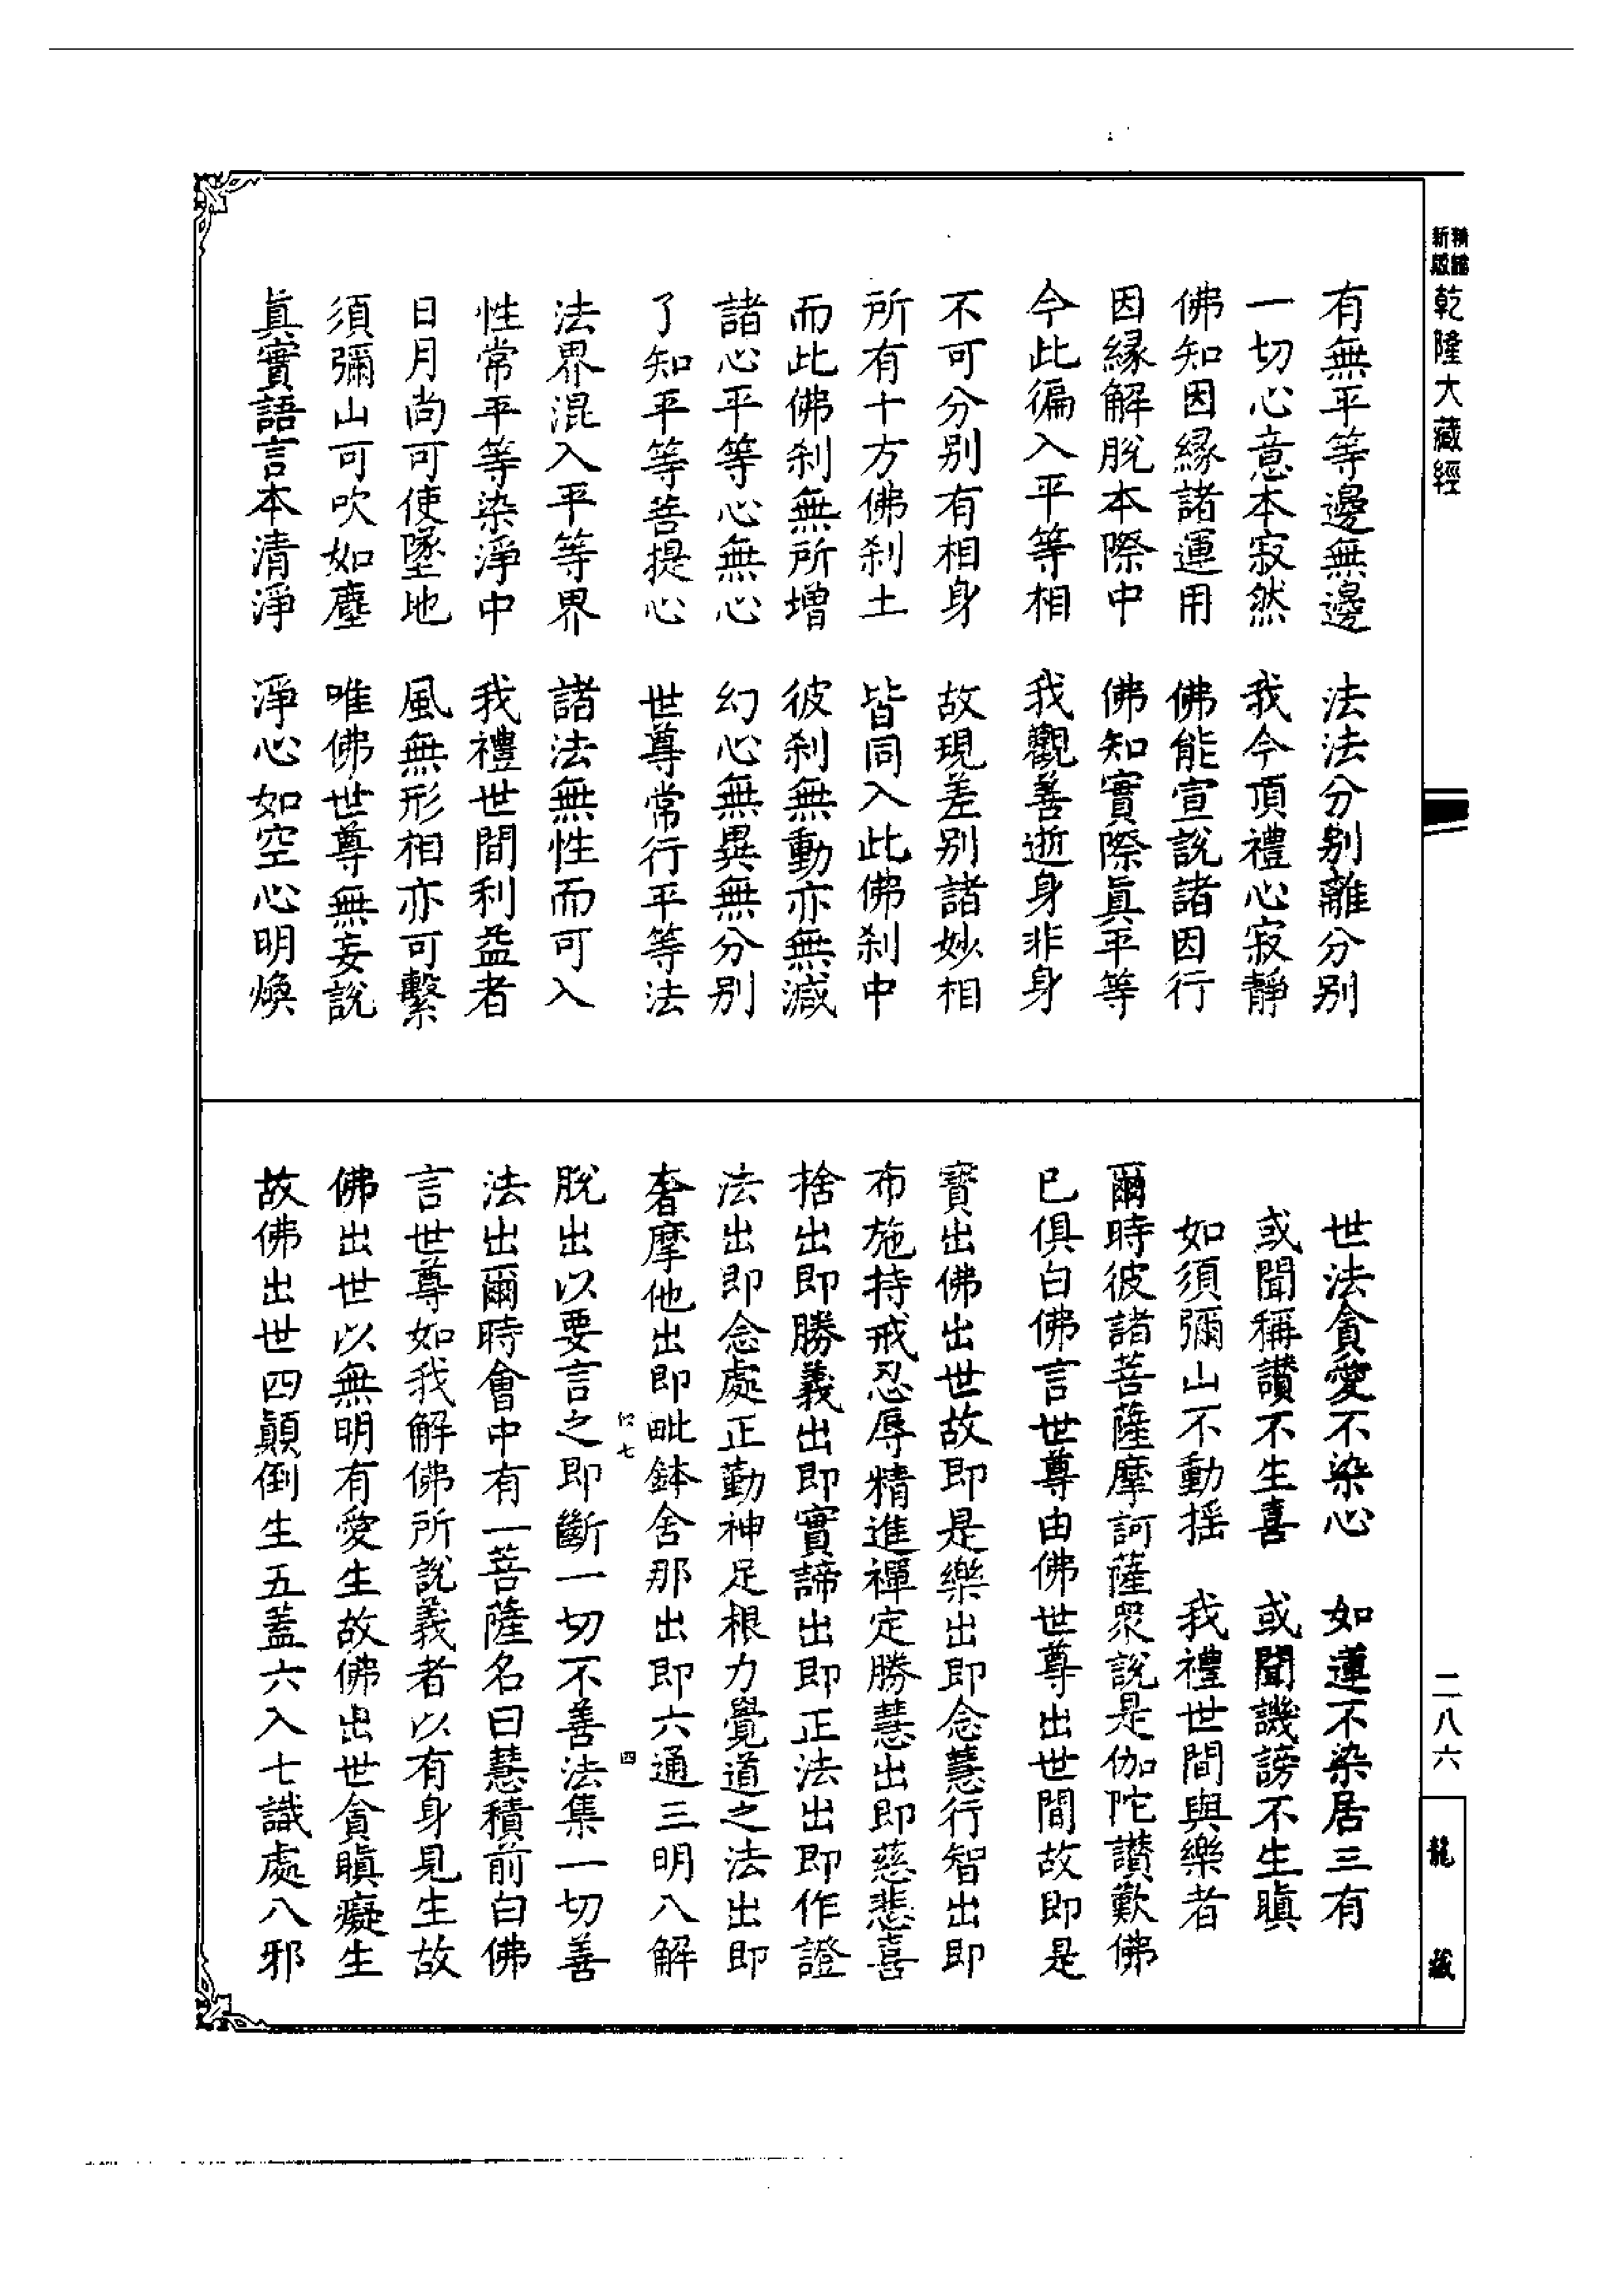 新編
精版
乾隆大藏經
有無平等邊無邊　法法分別離分別
一切心意本寂然　我今頂禮心寂靜
佛知因緣諸運用　佛能宣說諸因行
因緣解脫本際中　佛知實際眞平等
今此徧入平等相　我觀善逝身非身
不可分別有相身　故現差別諸妙相
所有十方佛刹土　皆同入此佛刹中
而此佛刹無所增　彼刹無動亦無減
諸心平等心無心　幻心無異無分別
了知平等菩提心　世尊常行平等法
法界混入平等界　諸法無性而可入
性常平等染淨中　我禮世間利益者
日月尚可使墜地　風無形相亦可繫
須彌山可吹如塵　唯佛世尊無妄說
眞實語言本清淨　淨心如空心明煥
世法貪愛不染心　如蓮不染居三有
或聞稱讚不生喜　或聞譏謗不生瞋
如須彌山不動搖　我禮世間與樂者
爾時彼諸菩薩摩訶薩衆說是伽陀讚歎佛
已俱白佛言世尊由佛世尊出世間故即是
寶出佛出世故即是樂出即念慧行智出即
布施持戒忍辱精進禪定勝慧出即慈悲喜
捨出即勝義出即實諦出即正法出即作證
法出即念處正勤神足根力覺道之法出即
奢摩他出即毗鉢舍那出即六通三明八解
七
四
脫出以要言之即斷一切不善法集一切善
法出爾時會中有一菩薩名曰慧積前白佛
言世尊如我解佛所說義者以有身見生故
佛出世以無明有愛生故佛出世貪瞋癡生
故佛出世四顚倒生五蓋六入七識處八邪
二八六
龍藏